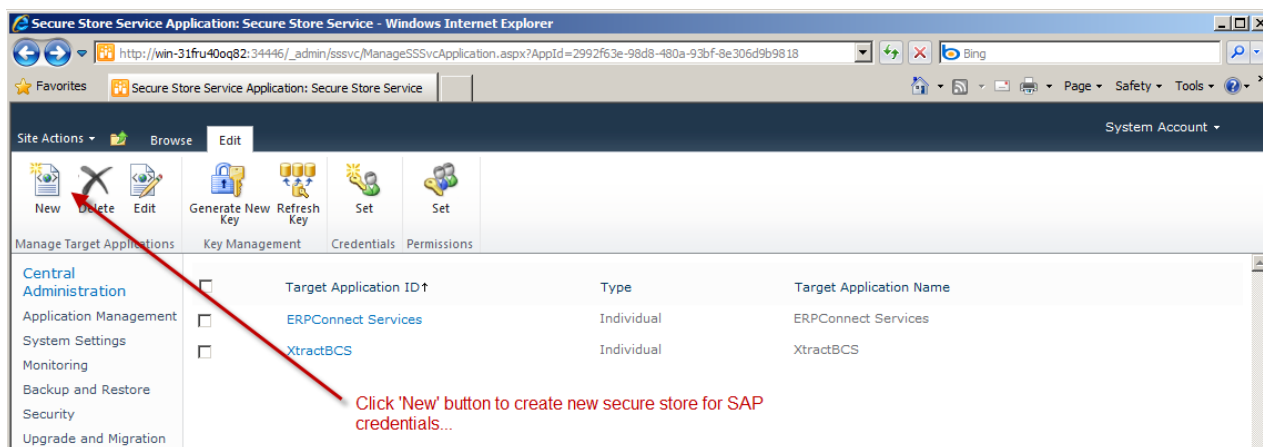 Secure Store Service Application: Secure Store Service - Windows Internet Explorer
http://win-31fru40oq82:34446/_admin/sssvc/ManageSSSvcApplication.aspx?AppId=2992f63e-98d8-480a-93bf-8e306d9b9818
Bing
Favorites
Secure Store Service Application: Secure Store Service
Page
Safety
Tools
Site Actions
Browse
Edit
System Account
New
Delete
Edit
Generate New Key
Refresh Key
Set
Set
Manage Target Applications
Key Management
Credentials
Permissions
Central Administration
Application Management
System Settings
Monitoring
Backup and Restore
Security
Upgrade and Migration
Target Application ID↑
Type
Target Application Name
ERPConnect Services
Individual
ERPConnect Services
XtractBCS
Individual
XtractBCS
Click 'New' button to create new secure store for SAP
credentials...